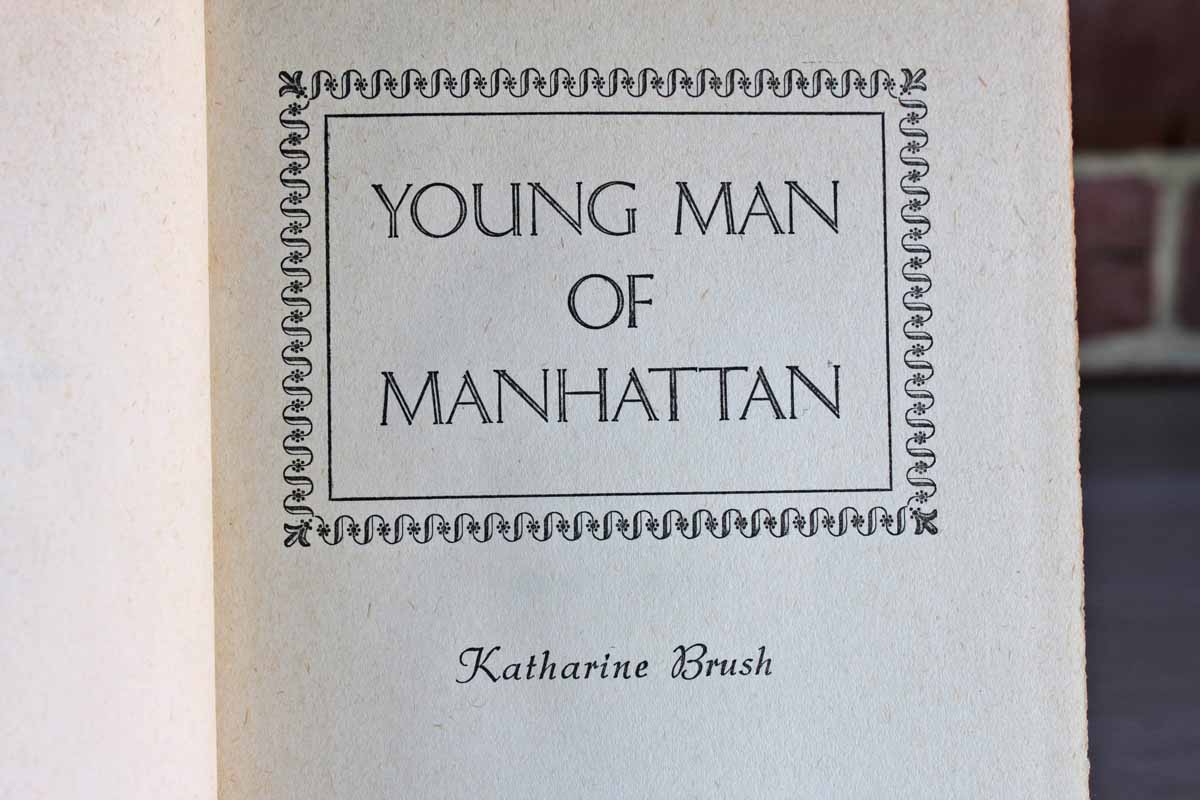 YOUNG MAN
OF
MANHATTAN
Katharine Brush